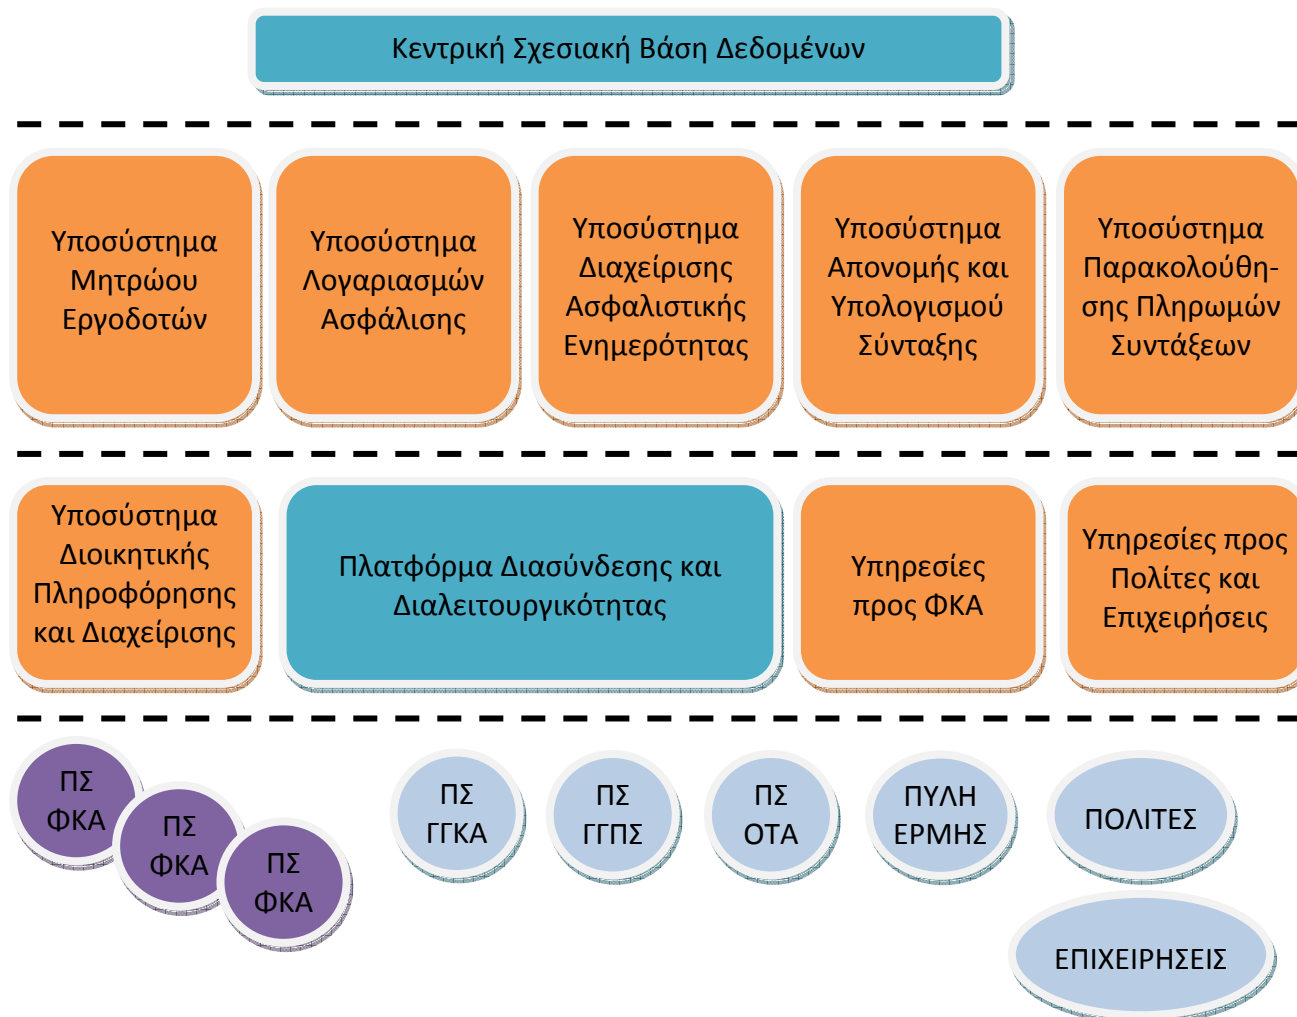 Κεντρική Σχεσιακή Βάση Δεδομένων
Υποσύστημα
Μητρώου
Εργοδοτών
Υποσύστημα
Λογαριασμών
Ασφάλισης
Υποσύστημα
Διαχείρισης
Ασφαλιστικής
Ενημερότητας
Υποσύστημα
Απονομής και
Υπολογισμού
Σύνταξης
Υποσύστημα
Παρακολούθη-
σης Πληρωμών
Συντάξεων
Υποσύστημα
Διοικητικής
Πληροφόρησης
και Διαχείρισης
Πλατφόρμα Διασύνδεσης και
Διαλειτουργικότητας
Υπηρεσίες
προς ΦΚΑ
Υπηρεσίες προς
Πολίτες και
Επιχειρήσεις
ΠΣ
ΦΚΑ
ΠΣ
ΦΚΑ
ΠΣ
ΦΚΑ
ΠΣ
ΓΓΚΑ
ΠΣ
ΓΓΠΣ
ΠΣ
ΟΤΑ
ΠΥΛΗ
ΕΡΜΗΣ
ΠΟΛΙΤΕΣ
ΕΠΙΧΕΙΡΗΣΕΙΣ